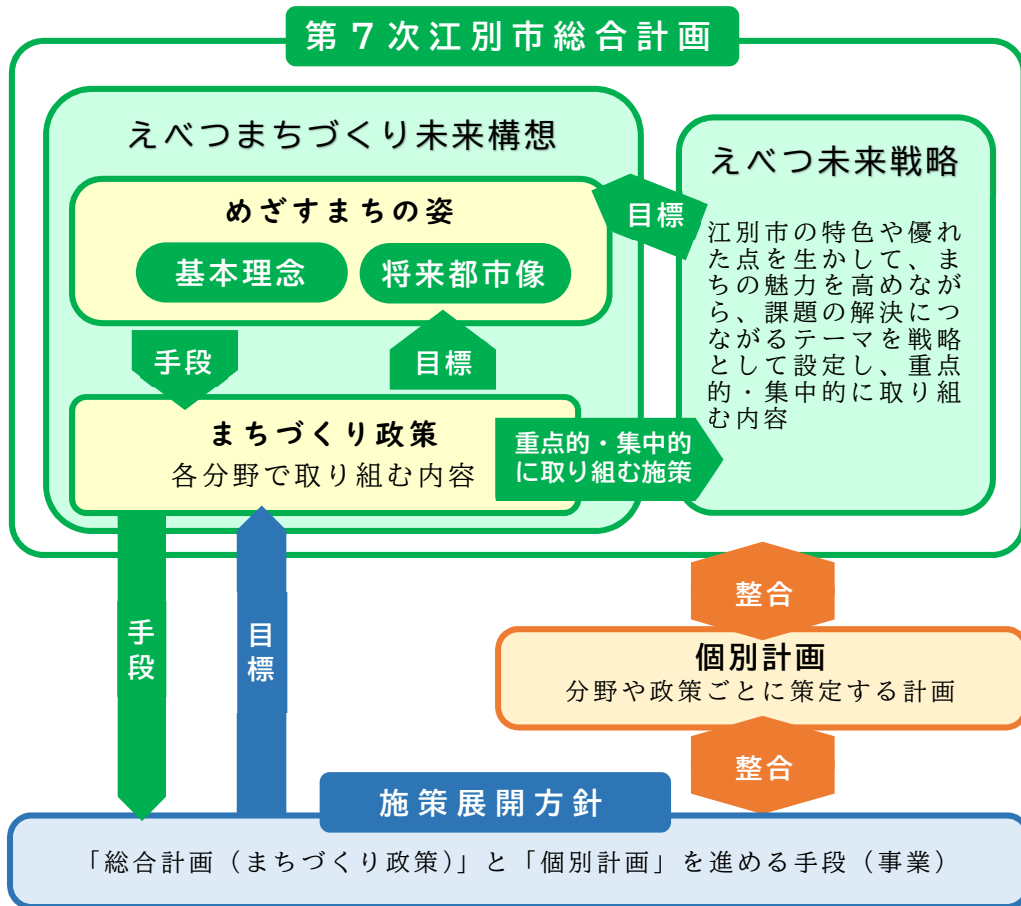 第7次江別市総合計画
えべつまちづくり未来構想
めざすまちの姿
基本理念
将来都市像
手段
目標
まちづくり政策
各分野で取り組む内容
重点的・集中的
に取り組む施策
目標
えべつ未来戦略
江別市の特色や優れ
た点を生かして、ま
ちの魅力を高めなが
ら、課題の解決につ
ながるテーマを戦略
として設定し、重点
的・集中的に取り組
む内容
手段
目標
整合
個別計画
分野や政策ごとに策定する計画
整合
施策展開方針
「総合計画（まちづくり政策）」と「個別計画」を進める手段（事業）